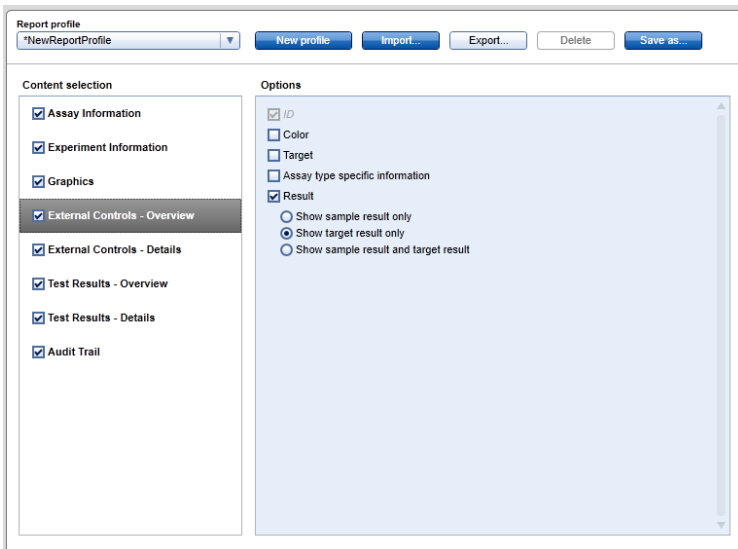 Report profile
*NewReportProfile
New profile
Import...
Export...
Delete
Save as...
Content selection
Options
Assay Information
Experiment Information
Graphics
External Controls - Overview
External Controls - Details
Test Results - Overview
Test Results - Details
Audit Trail
ID
Color
Target
Assay type specific information
Result
Show sample result only
Show target result only
Show sample result and target result